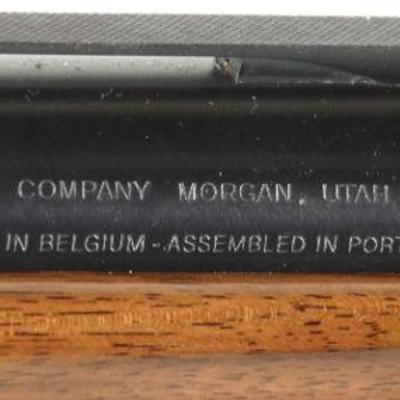 COMPANY MORGAN, UTAH
IN BELGIUM - ASSEMBLED IN PORT